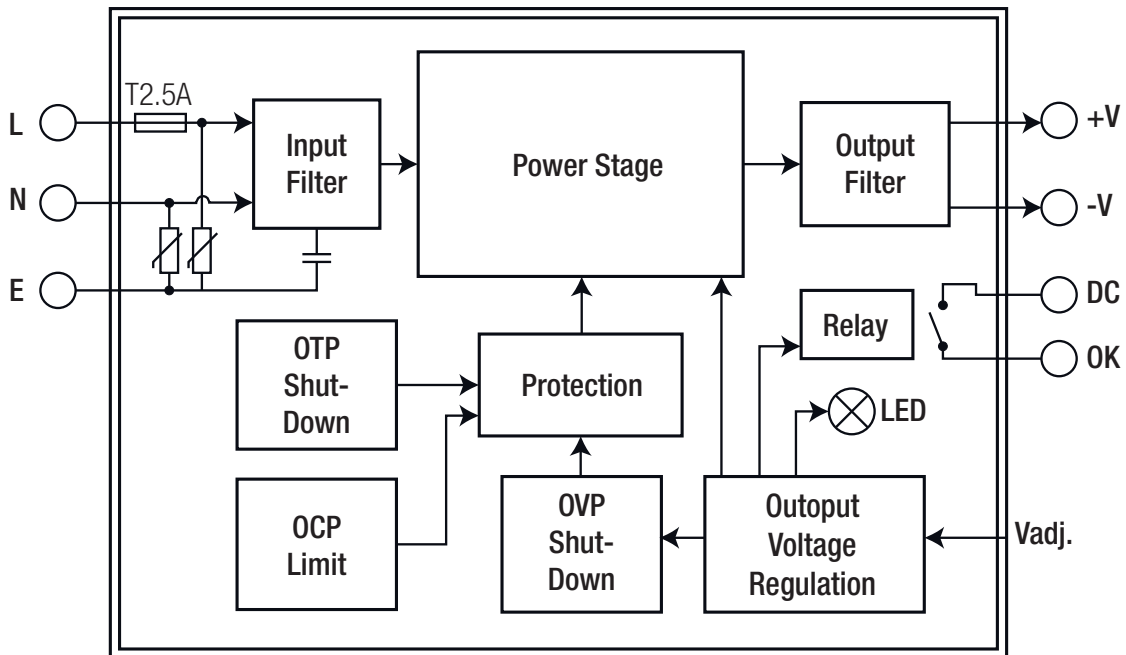 T2.5A
L
N
E
Input
Filter
Power Stage
Output
Filter
+V
-V
DC
OK
Relay
LED
OTP
Shut-
Down
Protection
OCP
Limit
OVP
Shut-
Down
Outoput
Voltage
Regulation
Vadj.